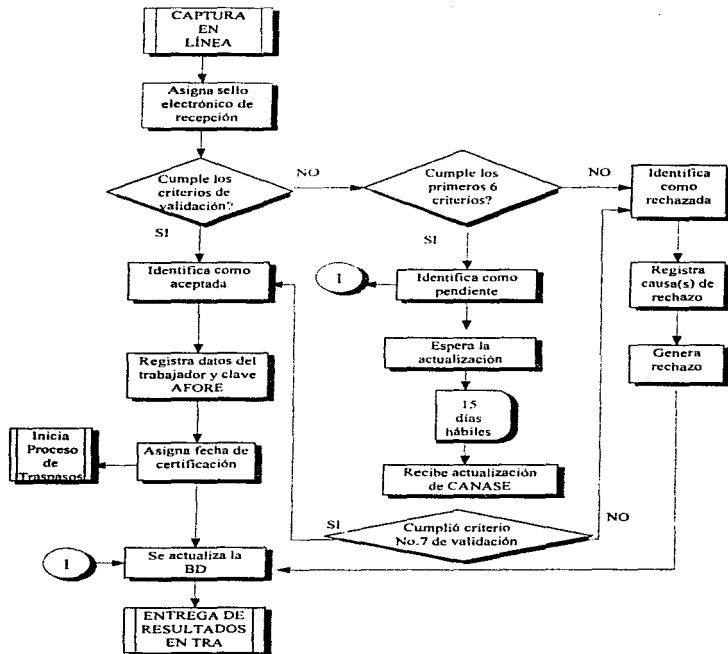 CAPTURA
EN
LÍNEA
Asigna sello
electrónico de
recepción
Cumple los
criterios de
validación?
NO
SI
Cumple los
primeros 6
criterios?
NO
SI
Identifica como
rechazada
Identifica como
aceptada
1
Identifica como
pendiente
Registra
causa(s) de
rechazo
Espera la
actualización
Genera
rechazo
Registra datos del
trabajador y clave
AFORE
15
días
hábiles
Inicia
Proceso
de
Traspasos
Asigna fecha de
certificación
Recibe actualización
de CANASE
SI
Cumplió criterio
No.7 de validación
NO
1
Se actualiza la
BD
ENTREGA DE
RESULTADOS
EN TRA